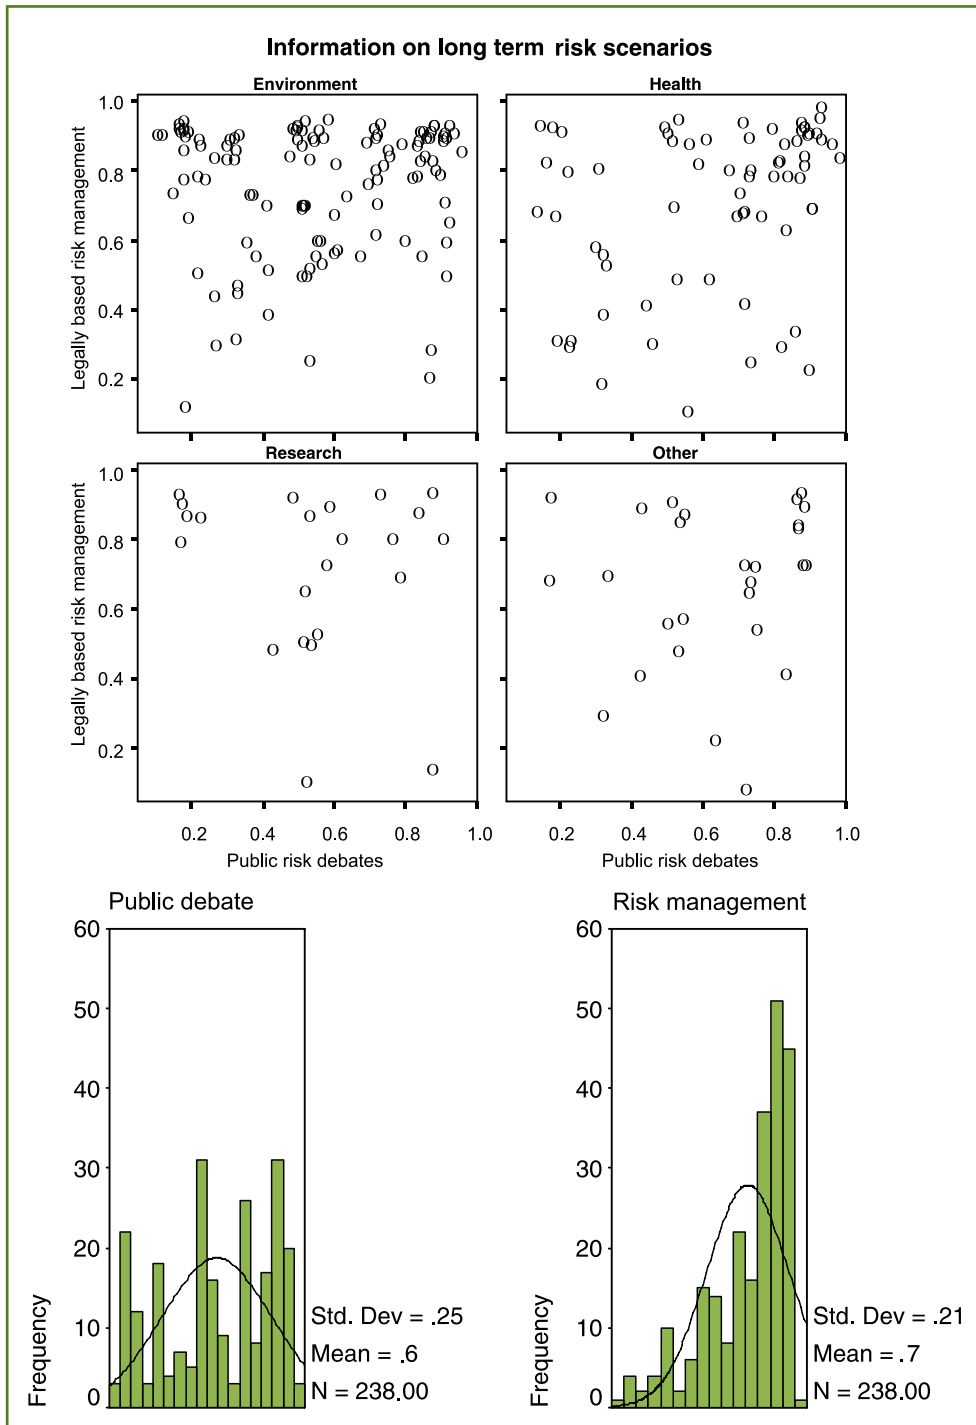 Information on long term risk scenarios
Environment
Health
Legally based risk management
1.0
0.8
0.6
0.4
0.2
Research
Other
Legally based risk management
1.0
0.8
0.6
0.4
0.2
0.2 0.4 0.6 0.8 1.0
Public risk debates
0.2 0.4 0.6 0.8 1.0
Public risk debates
Public debate
60
50
40
30
20
10
0
Frequency
Std. Dev = .25
Mean = .6
N = 238.00
Risk management
60
50
40
30
20
10
0
Frequency
Std. Dev = .21
Mean = .7
N = 238.00